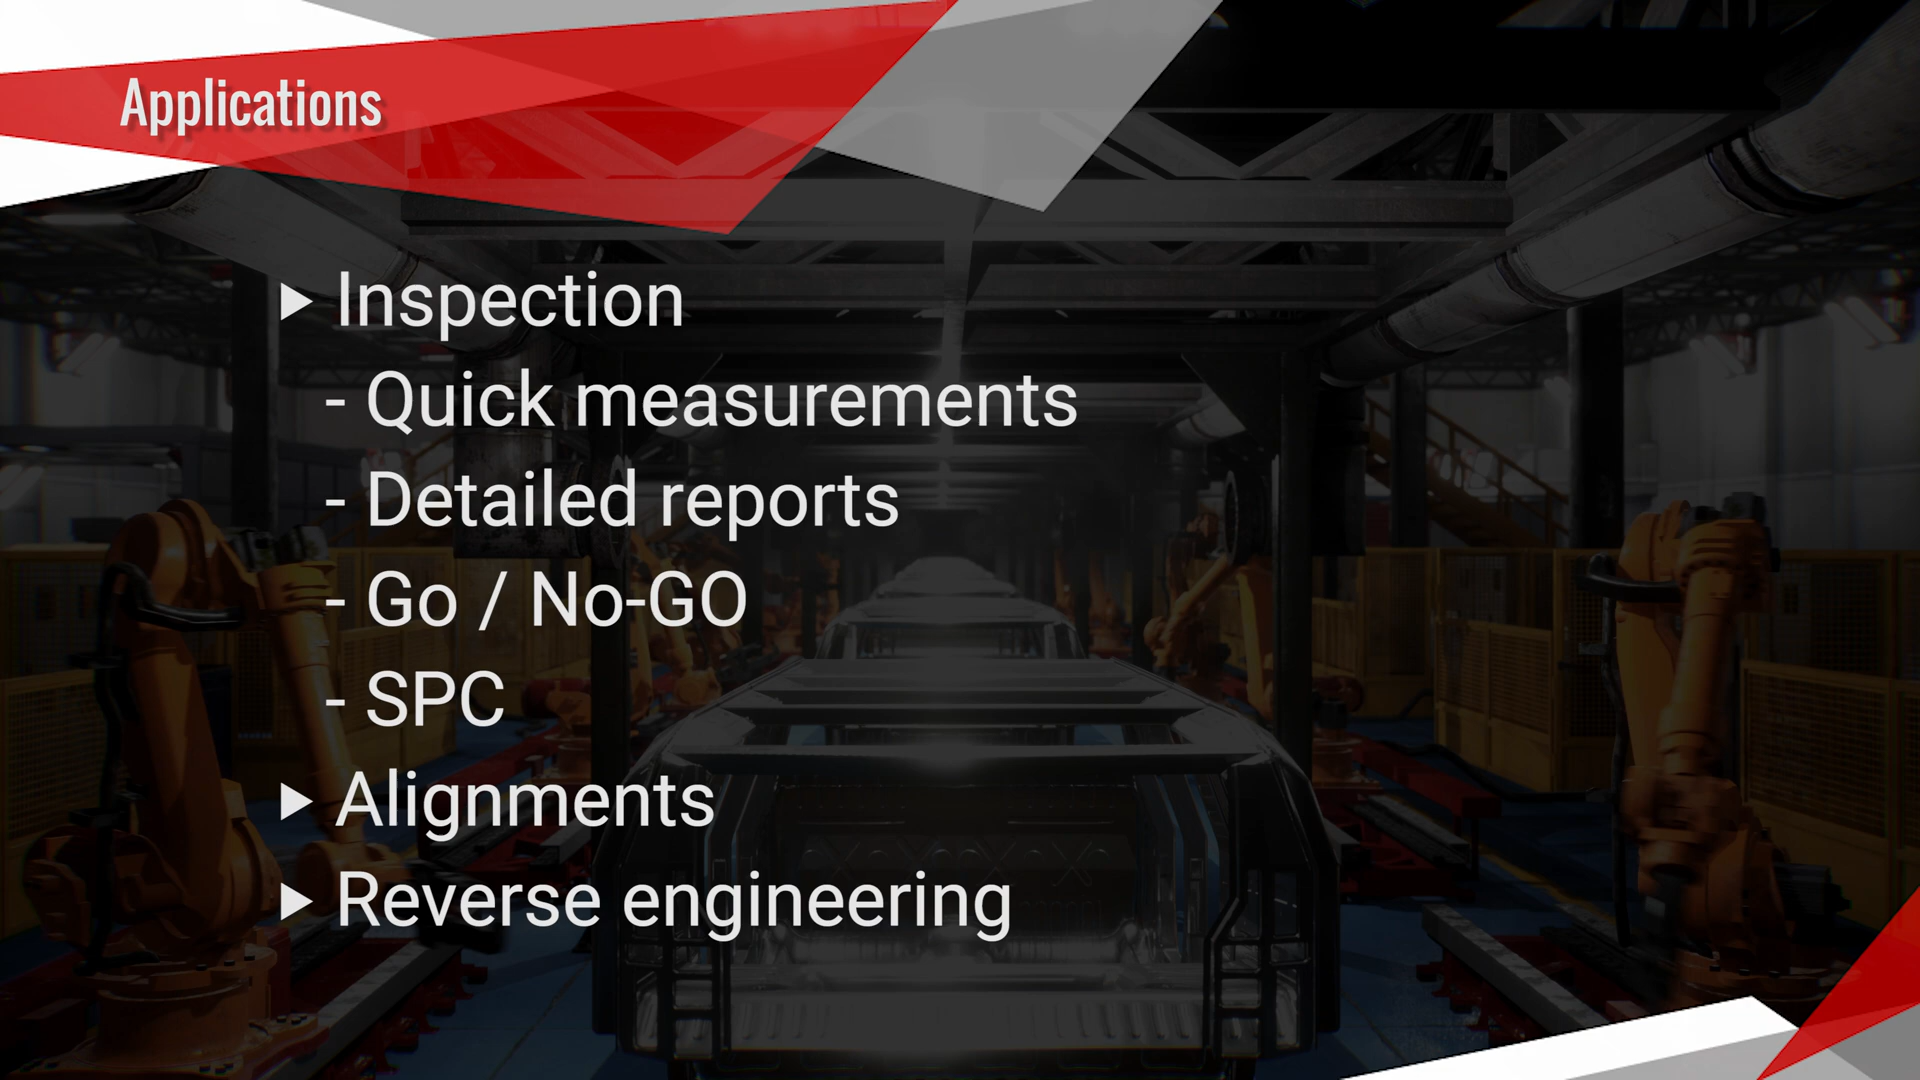 Applications
▶ Inspection
- Quick measurements
- Detailed reports
- Go / No-GO
- SPC
▶ Alignments
▶ Reverse engineering